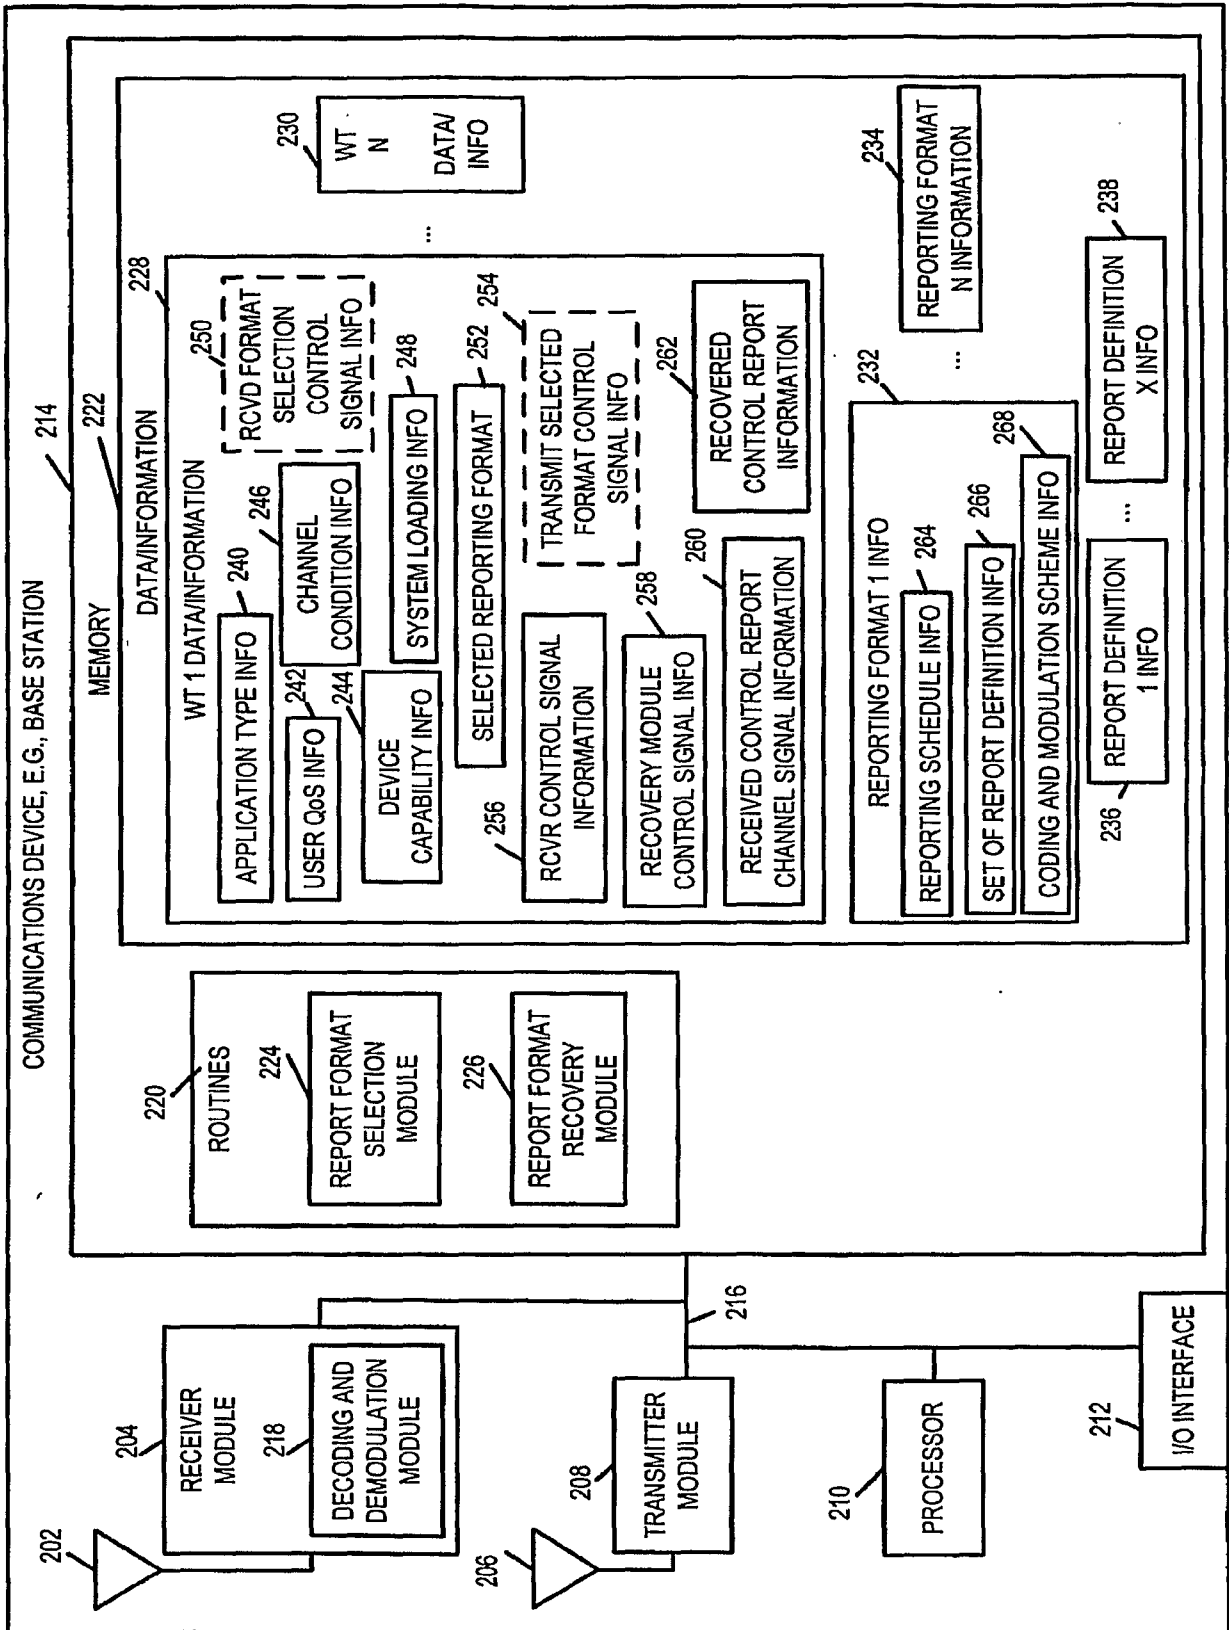 COMMUNICATIONS DEVICE, E.G., BASE STATION
202
204
RECEIVER
MODULE
218
DECODING AND
DEMODULATION
MODULE
206
208
TRANSMITTER
MODULE
216
210
PROCESSOR
212
I/O INTERFACE
214
MEMORY
220
ROUTINES
224
REPORT FORMAT
SELECTION
MODULE
226
REPORT FORMAT
RECOVERY
MODULE
222
DATA/INFORMATION
228
WT 1 DATA/INFORMATION
240
APPLICATION TYPE INFO
242
USER QoS INFO
244
DEVICE
CAPABILITY INFO
246
CHANNEL
CONDITION INFO
250
RCVD FORMAT
SELECTION
CONTROL
SIGNAL INFO
248
SYSTEM LOADING INFO
252
SELECTED REPORTING FORMAT
254
TRANSMIT SELECTED
FORMAT CONTROL
SIGNAL INFO
256
RCVR CONTROL SIGNAL
INFORMATION
258
RECOVERY MODULE
CONTROL SIGNAL INFO
260
RECEIVED CONTROL REPORT
CHANNEL SIGNAL INFORMATION
262
RECOVERED
CONTROL REPORT
INFORMATION
...
230
WT
N
DATA/
INFO
232
REPORTING FORMAT 1 INFO
264
REPORTING SCHEDULE INFO
266
SET OF REPORT DEFINITION INFO
268
CODING AND MODULATION SCHEME INFO
...
234
REPORTING FORMAT
N INFORMATION
236
REPORT DEFINITION
1 INFO
...
238
REPORT DEFINITION
X INFO